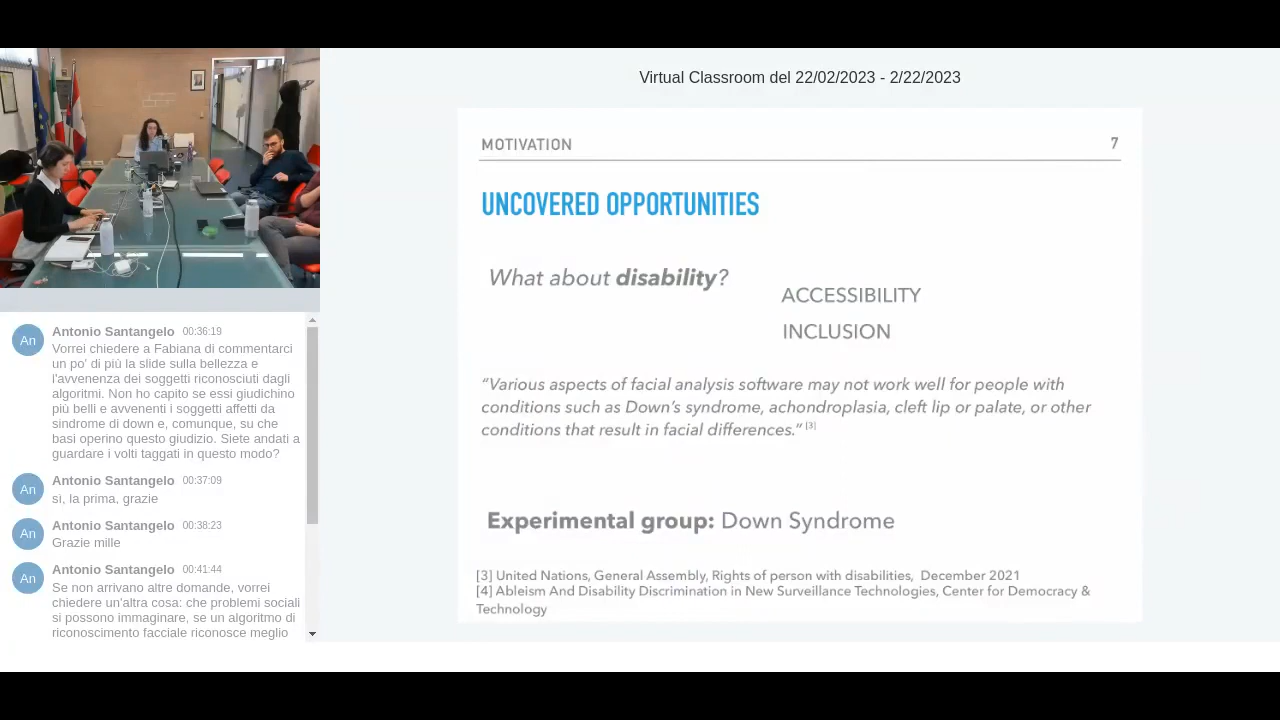 Virtual Classroom del 22/02/2023 - 2/22/2023
MOTIVATION
7
UNCOVERED OPPORTUNITIES
What about disability?
ACCESSIBILITY
INCLUSION
“Various aspects of facial analysis software may not work well for people with
conditions such as Down’s syndrome, achondroplasia, cleft lip or palate, or other
conditions that result in facial differences.” [3]
Experimental group: Down Syndrome
[3] United Nations, General Assembly, Rights of person with disabilities, December 2021
[4] Ableism And Disability Discrimination in New Surveillance Technologies, Center for Democracy &
Technology
An
Antonio Santangelo 00:36:19
Vorrei chiedere a Fabiana di commentarci
un po' di più la slide sulla bellezza e
l'avvenenza dei soggetti riconosciuti dagli
algoritmi. Non ho capito se essi giudichino
più belli e avvenenti i soggetti affetti da
sindrome di down e, comunque, su che
basi operino questo giudizio. Siete andati a
guardare i volti taggati in questo modo?
An
Antonio Santangelo 00:37:09
sì, la prima, grazie
An
Antonio Santangelo 00:38:23
Grazie mille
An
Antonio Santangelo 00:41:44
Se non arrivano altre domande, vorrei
chiedere un'altra cosa: che problemi sociali
si possono immaginare, se un algoritmo di
riconoscimento facciale riconosce meglio